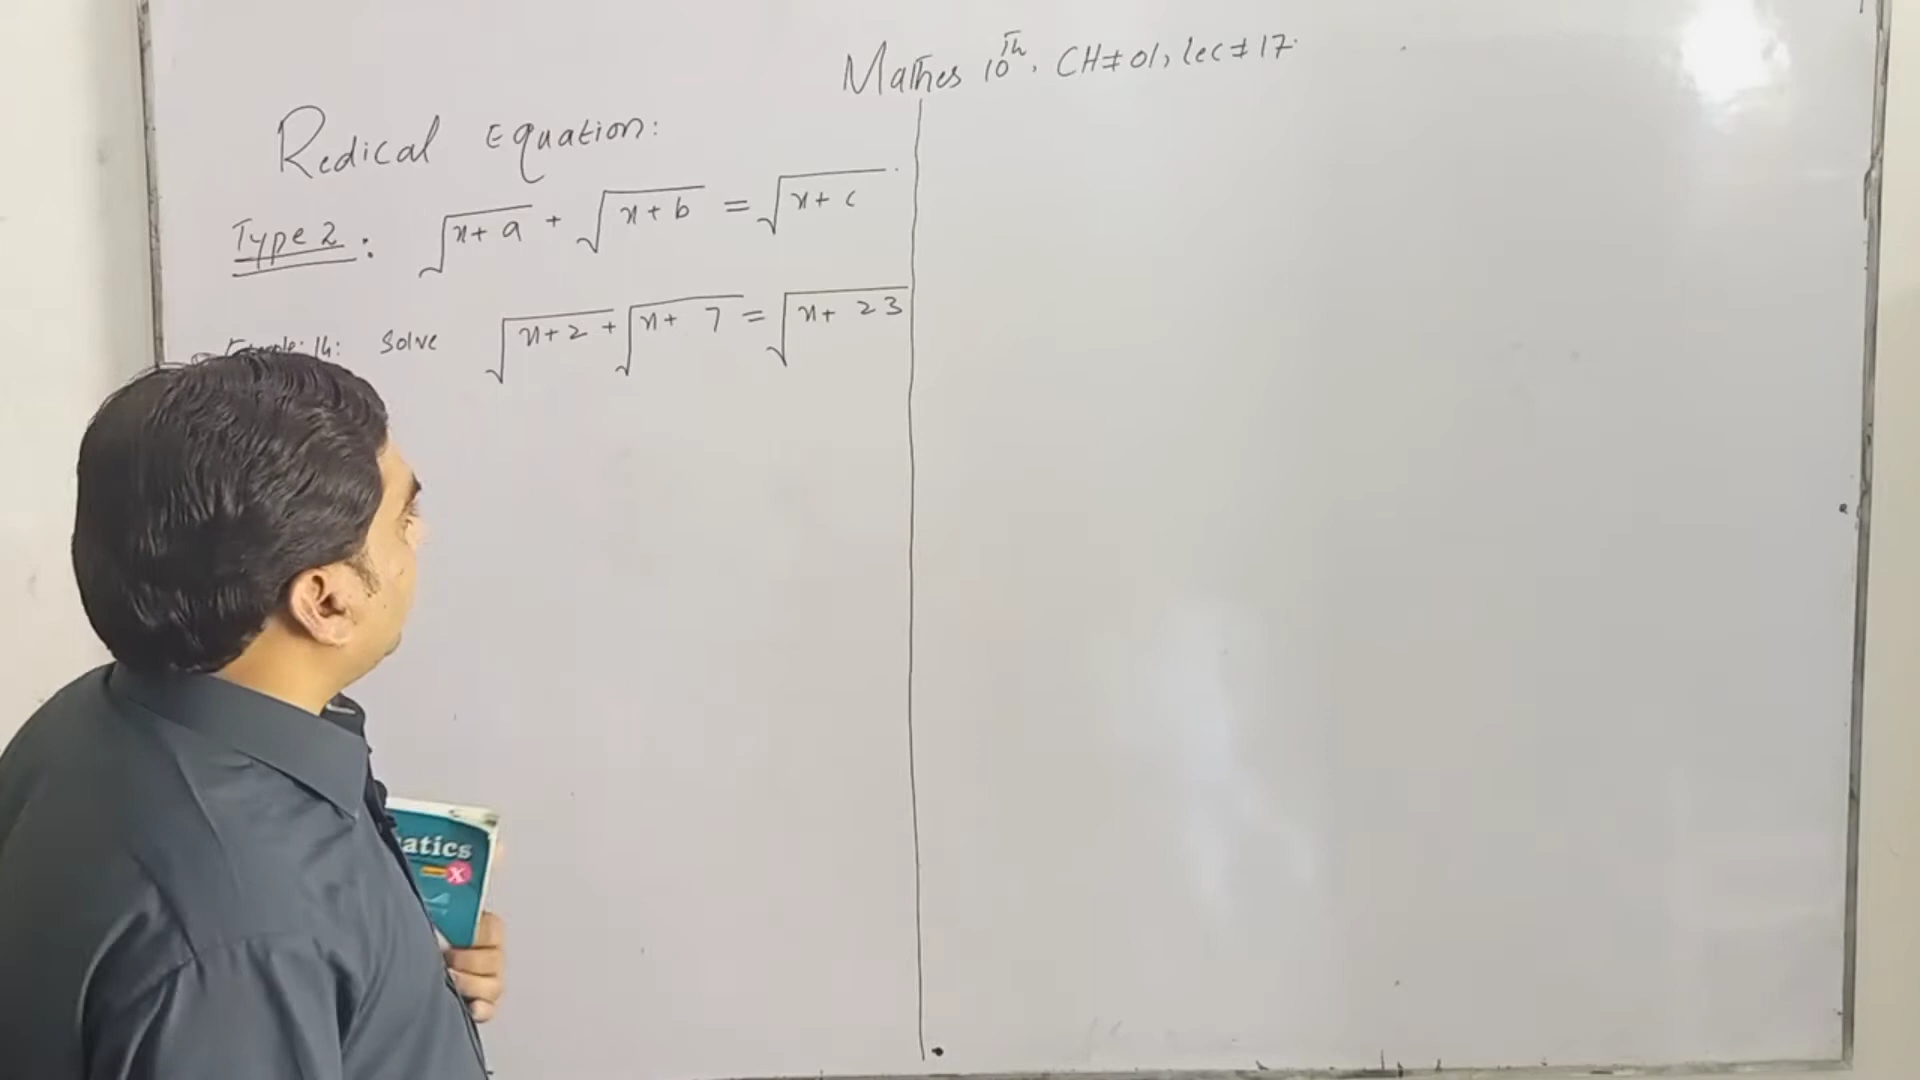 Mathes 10th, CH≠01, lec≠17.
Redical Equation:
Type 2: √x+a + √x+b = √x+c
Example: 14: Solve √x+2 + √x+7 = √x+23
atics
X